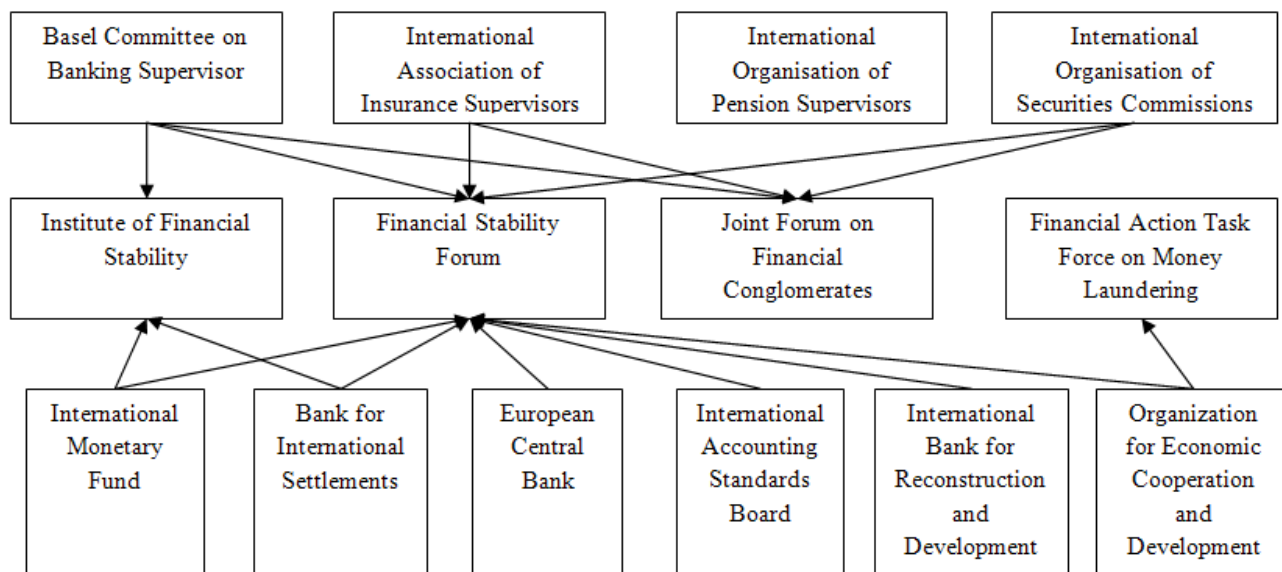 Basel Committee on
Banking Supervisor
International
Association of
Insurance Supervisors
International
Organisation of
Pension Supervisors
International
Organisation of
Securities Commissions
Institute of Financial
Stability
Financial Stability
Forum
Joint Forum on
Financial
Conglomerates
Financial Action Task
Force on Money
Laundering
International
Monetary
Fund
Bank for
International
Settlements
European
Central
Bank
International
Accounting
Standards
Board
International
Bank for
Reconstruction
and
Development
Organization
for Economic
Cooperation
and
Development